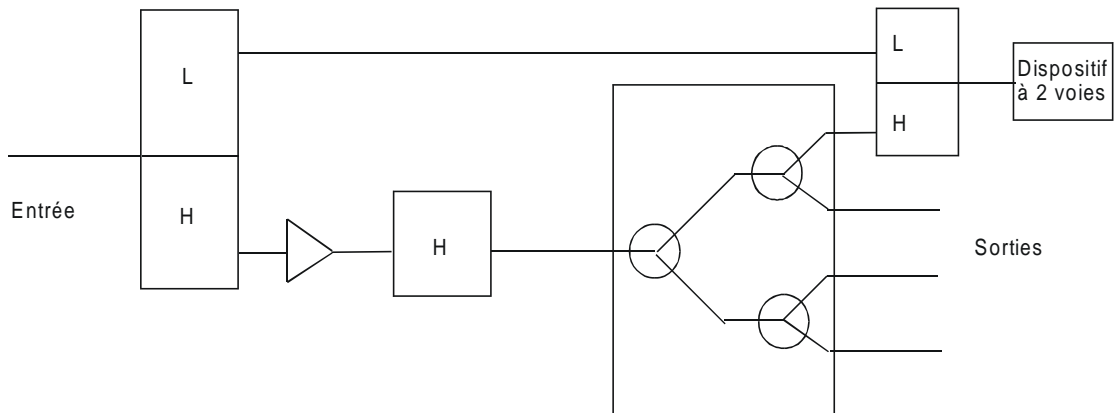 L
L
Dispositif
à 2 voies
H
Entrée
H
H
Sorties